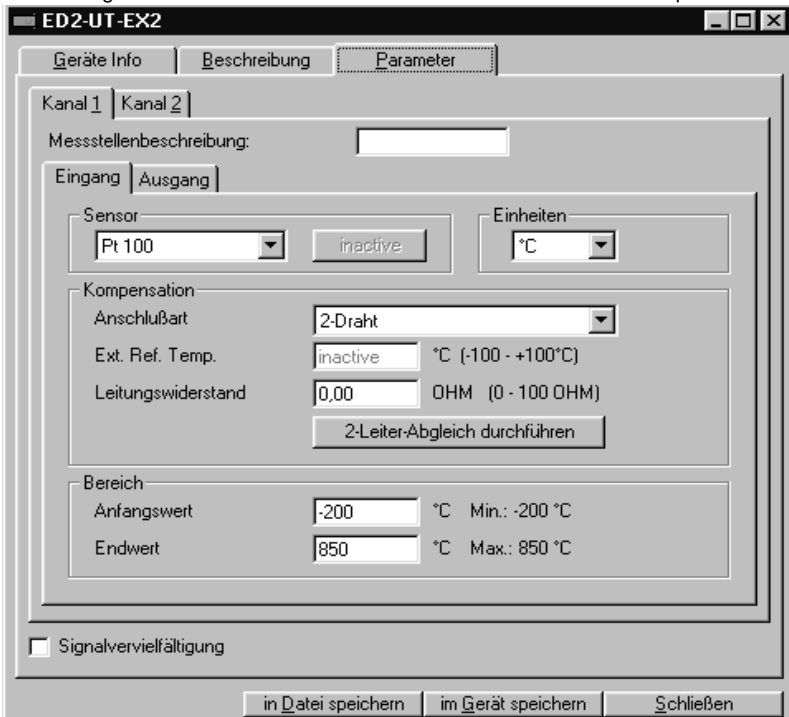 ED2-UT-EX2
Geräte Info Beschreibung Parameter
Kanal 1 Kanal 2
Messstellenbeschreibung:
Eingang Ausgang
Sensor Einheiten
Pt 100 inactive °C
Kompensation
Anschlußart 2-Draht
Ext. Ref. Temp. inactive °C (-100 - +100°C)
Leitungswiderstand 0,00 OHM (0 - 100 OHM)
2-Leiter-Abgleich durchführen
Bereich
Anfangswert -200 °C Min.: -200 °C
Endwert 850 °C Max.: 850 °C
Signalvervielfältigung
in Datei speichern im Gerät speichern Schließen